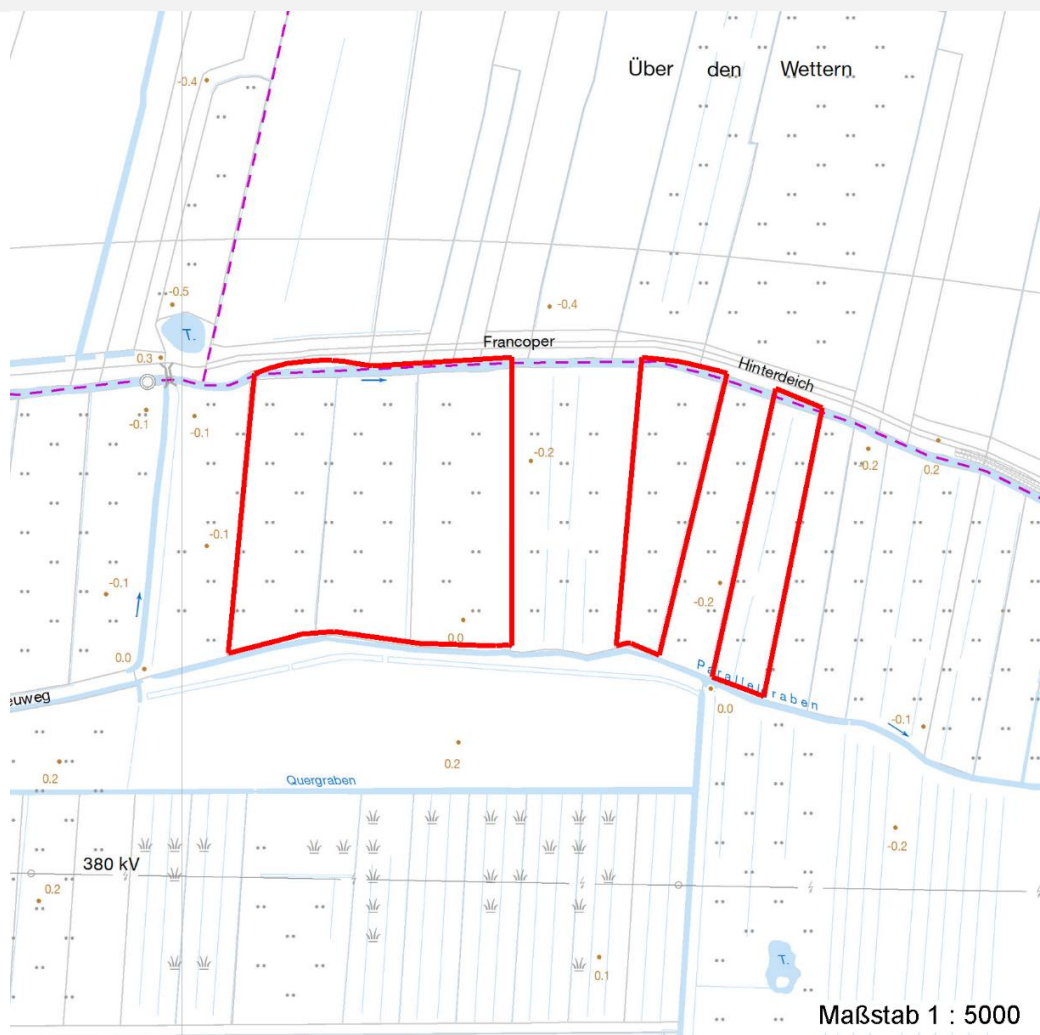 Über den Wettern
-0.4
-0.5
T.
-0.4
0.3
Francoper
Hinterdeich
-0.1
-0.1
-0.2
-0.2
0.2
-0.1
-0.1
-0.2
0.0
0.0
Parallelgraben
euweg
0.0
-0.1
0.2
0.2
Quergraben
-0.2
380 kV
0.2
T.
0.1
Maßstab 1 : 5000